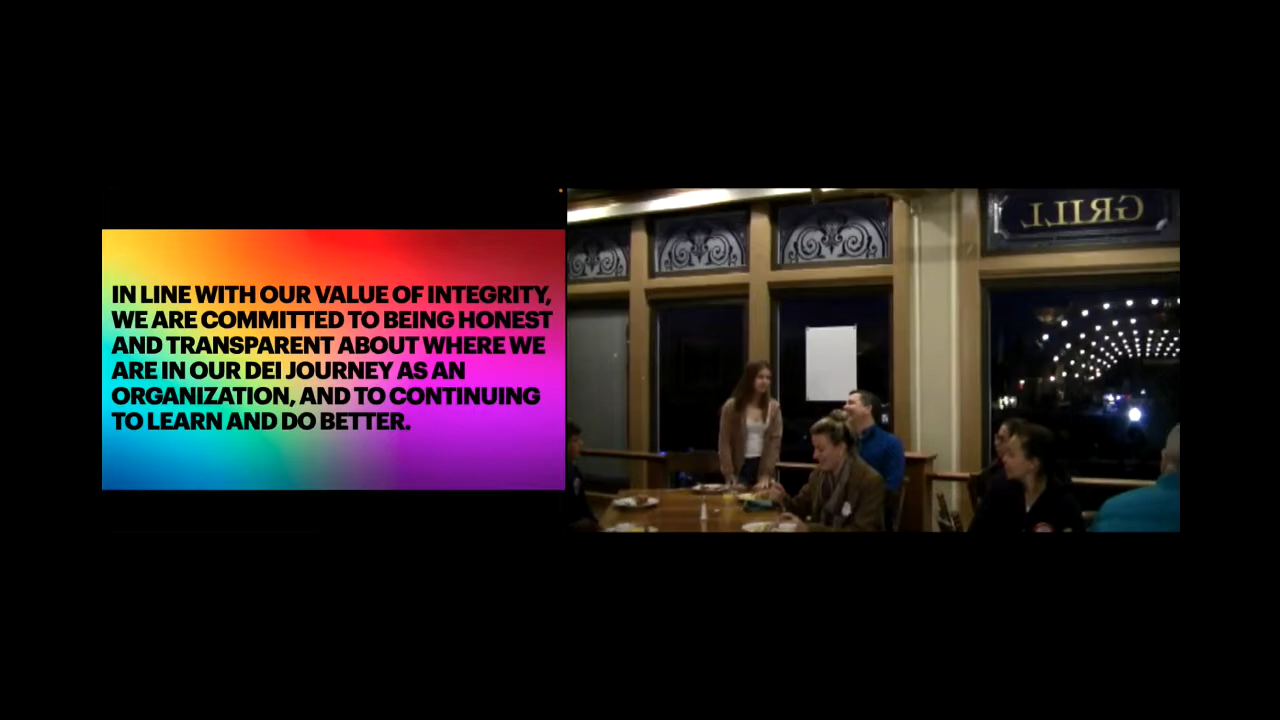 IN LINE WITH OUR VALUE OF INTEGRITY,
WE ARE COMMITTED TO BEING HONEST
AND TRANSPARENT ABOUT WHERE WE
ARE IN OUR DEI JOURNEY AS AN
ORGANIZATION, AND TO CONTINUING
TO LEARN AND DO BETTER.
GRILL